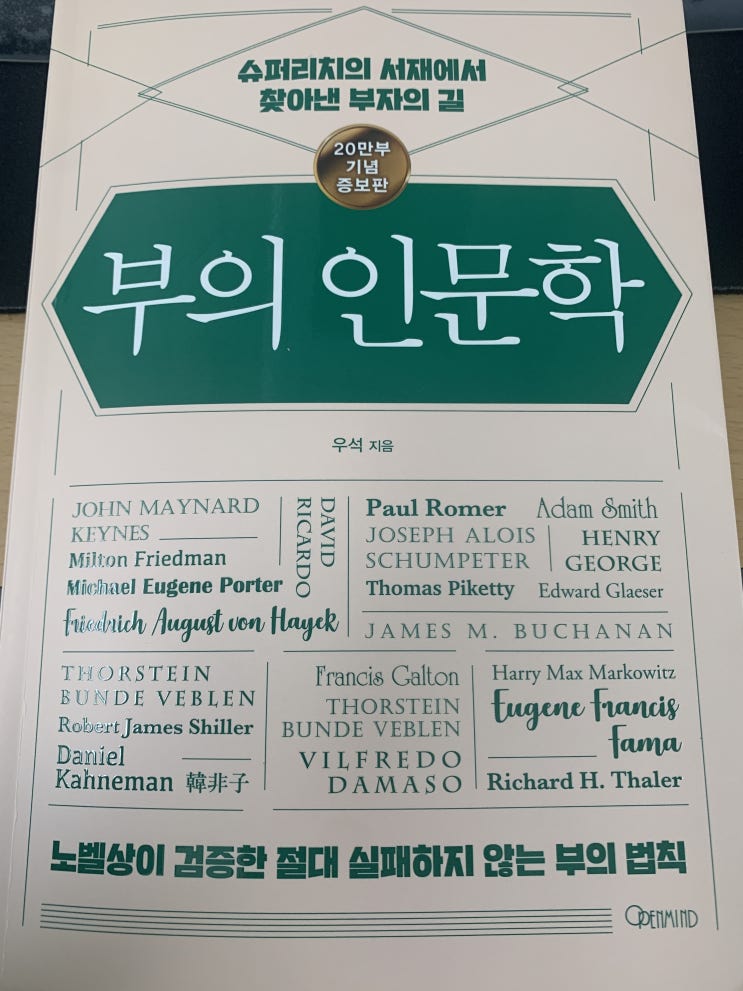 슈퍼리치의 서재에서
찾아낸 부자의 길
20만부
기념
증보판
부의 인문학
우석 지음
JOHN MAYNARD
KEYNES
Milton Friedman
Michael Eugene Porter
Friedrich August von Hayek
DAVID
RICARDO
Paul Romer
Adam Smith
JOSEPH ALOIS
SCHUMPETER
HENRY
GEORGE
Thomas Piketty
Edward Glaeser
JAMES M. BUCHANAN
THORSTEIN
BUNDE VEBLEN
Robert James Shiller
Daniel
Kahneman 韓非子
Francis Galton
THORSTEIN
BUNDE VEBLEN
VILFREDO
DAMASO
Harry Max Markowitz
Eugene Francis
Fama
Richard H. Thaler
노벨상이 검증한 절대 실패하지 않는 부의 법칙
OPENMIND